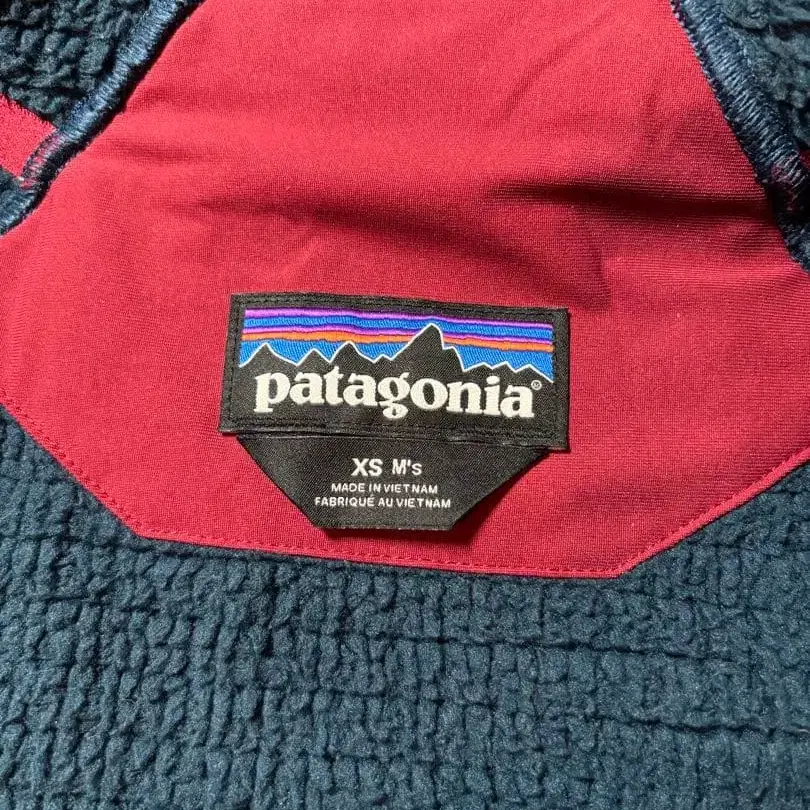 patagonia®
XS M's
MADE IN VIETNAM
FABRIQUÉ AU VIETNAM